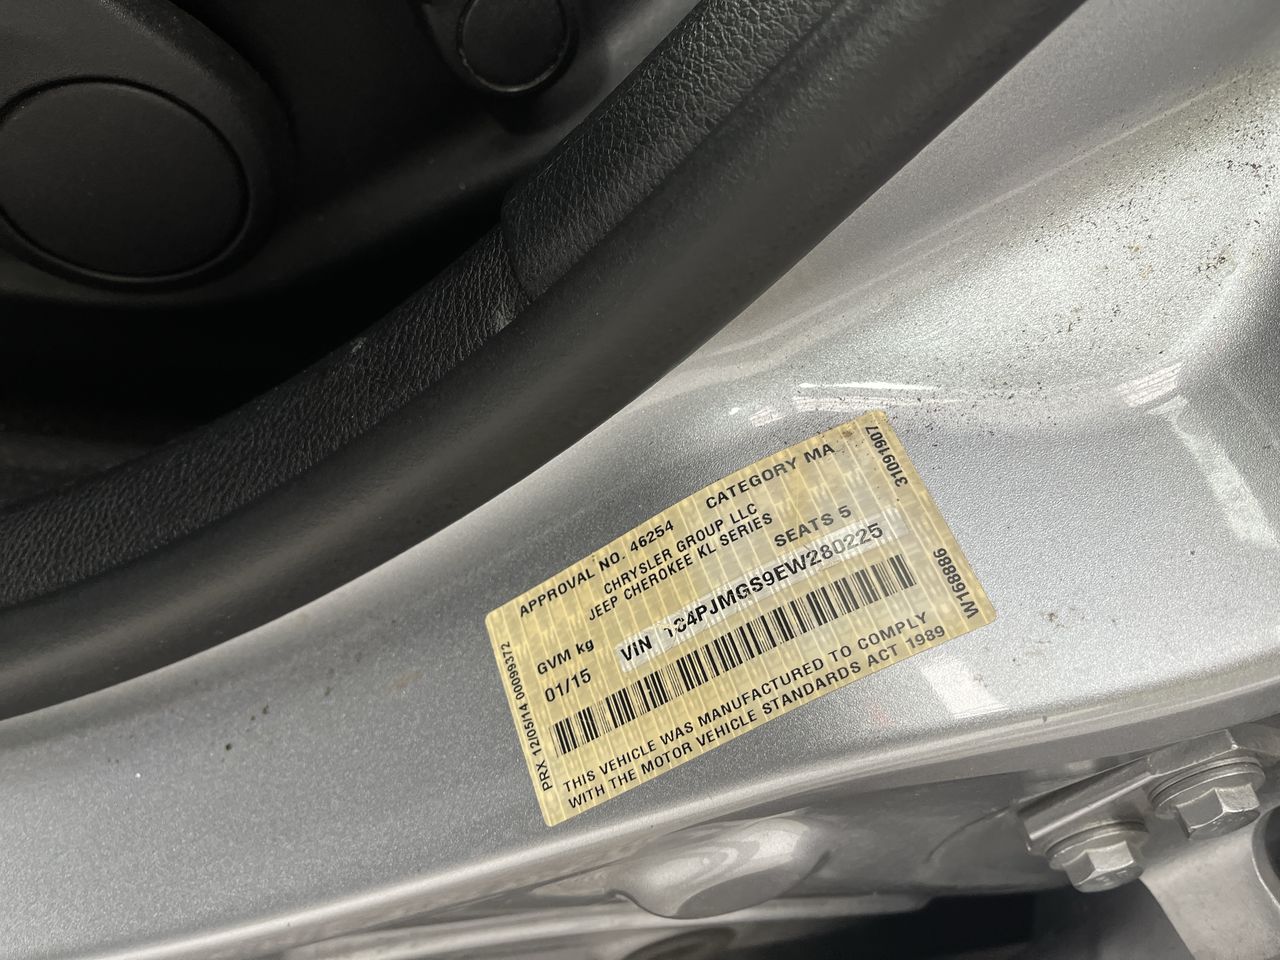 APPROVAL NO. 46254 CATEGORY MA
CHRYSLER GROUP LLC
JEEP CHEROKEE KL SERIES
GVM kg SEATS 5
01/15 VIN 1C4PJMGS9EW280225
THIS VEHICLE WAS MANUFACTURED TO COMPLY
WITH THE MOTOR VEHICLE STANDARDS ACT 1989
PRX 12/05/14 00099372
31091907
W168886